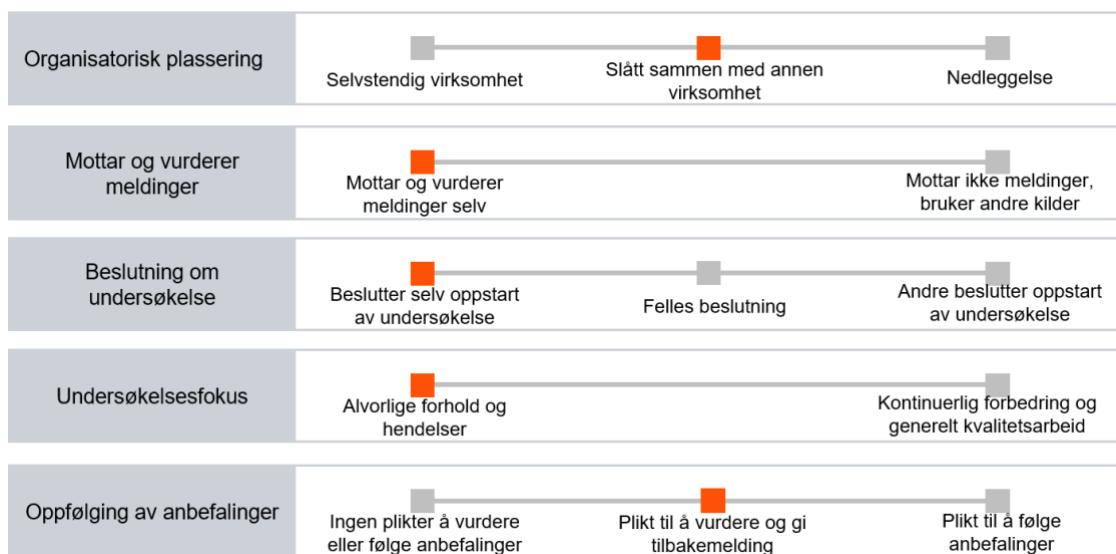 Organisatorisk plassering
Selvstendig virksomhet
Slått sammen med annen
virksomhet
Nedleggelse
Mottar og vurderer
meldinger
Mottar og vurderer
meldinger selv
Mottar ikke meldinger,
bruker andre kilder
Beslutning om
undersøkelse
Beslutter selv oppstart
av undersøkelse
Felles beslutning
Andre beslutter oppstart
av undersøkelse
Undersøkelsesfokus
Alvorlige forhold og
hendelser
Kontinuerlig forbedring og
generelt kvalitetsarbeid
Oppfølging av anbefalinger
Ingen plikter å vurdere
eller følge anbefalinger
Plikt til å vurdere og gi
tilbakemelding
Plikt til å følge
anbefalinger